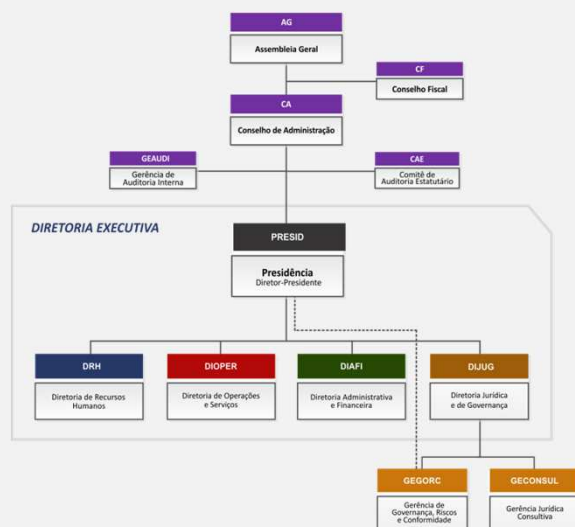 AG
Assembleia Geral
CF
Conselho Fiscal
CA
Conselho de Administração
GEAUDI
Gerência de
Auditoria Interna
CAE
Comitê de
Auditoria Estatutário
DIRETORIA EXECUTIVA
PRESID
Presidência
Diretor-Presidente
DRH
Diretoria de Recursos
Humanos
DIOPER
Diretoria de Operações
e Serviços
DIAFI
Diretoria Administrativa
e Financeira
DIJUG
Diretoria Jurídica
e de Governança
GEGORC
Gerência de
Governança, Riscos
e Conformidade
GECONSUL
Gerência Jurídica
Consultiva